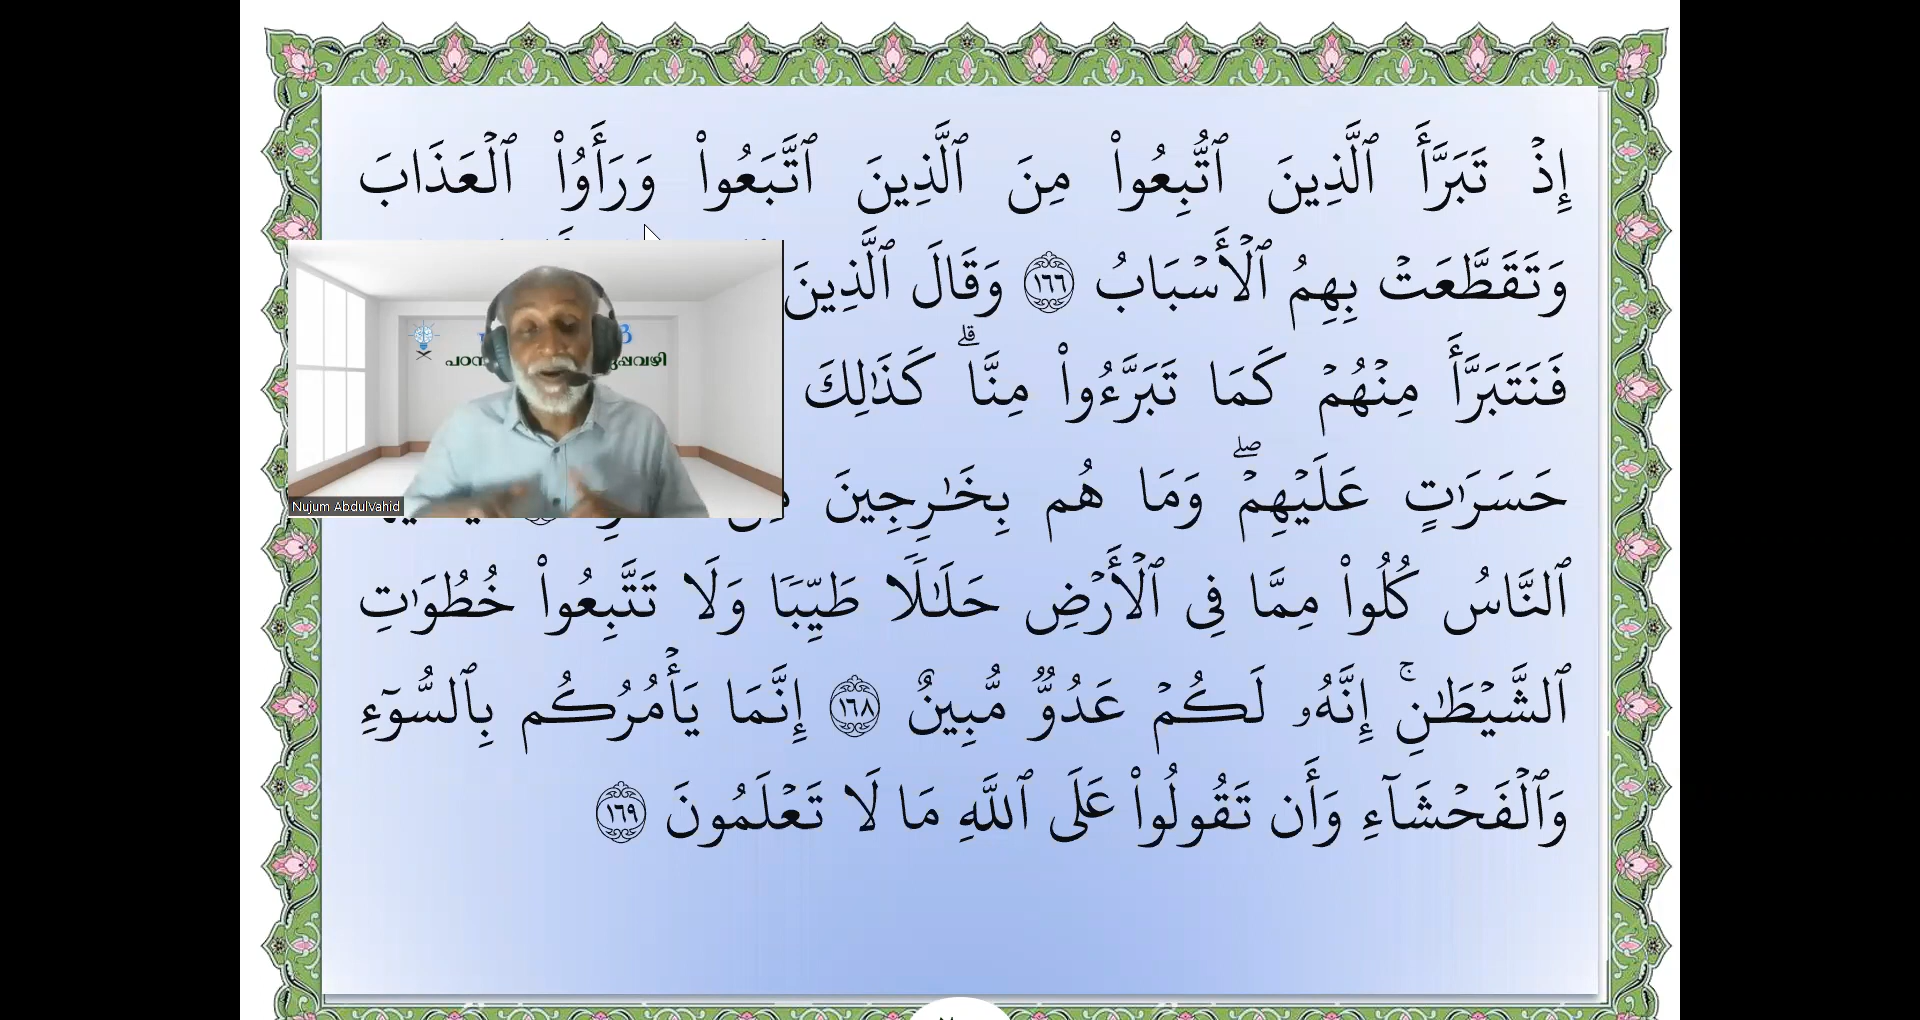 إِذۡ تَبَرَّأَ ٱلَّذِينَ ٱتُّبِعُواْ مِنَ ٱلَّذِينَ ٱتَّبَعُواْ وَرَأَوُاْ ٱلۡعَذَابَ
وَتَقَطَّعَتۡ بِهِمُ ٱلۡأَسۡبَابُ ١٦٦ وَقَالَ ٱلَّذِينَ
فَنَتَبَرَّأَ مِنۡهُمۡ كَمَا تَبَرَّءُواْ مِنَّاۗ كَذَٰلِكَ
حَسَرَٰتٍ عَلَيۡهِمۡۖ وَمَا هُم بِخَٰرِجِينَ
ٱلنَّاسُ كُلُواْ مِمَّا فِي ٱلۡأَرۡضِ حَلَٰلٗا طَيِّبٗا وَلَا تَتَّبِعُواْ خُطُوَٰتِ
ٱلشَّيۡطَٰنِۚ إِنَّهُۥ لَكُمۡ عَدُوّٞ مُّبِينٌ ١٦٨ إِنَّمَا يَأۡمُرُكُم بِٱلسُّوٓءِ
وَٱلۡفَحۡشَآءِ وَأَن تَقُولُواْ عَلَى ٱللَّهِ مَا لَا تَعۡلَمُونَ ١٦٩
Nujum AbdulVahid